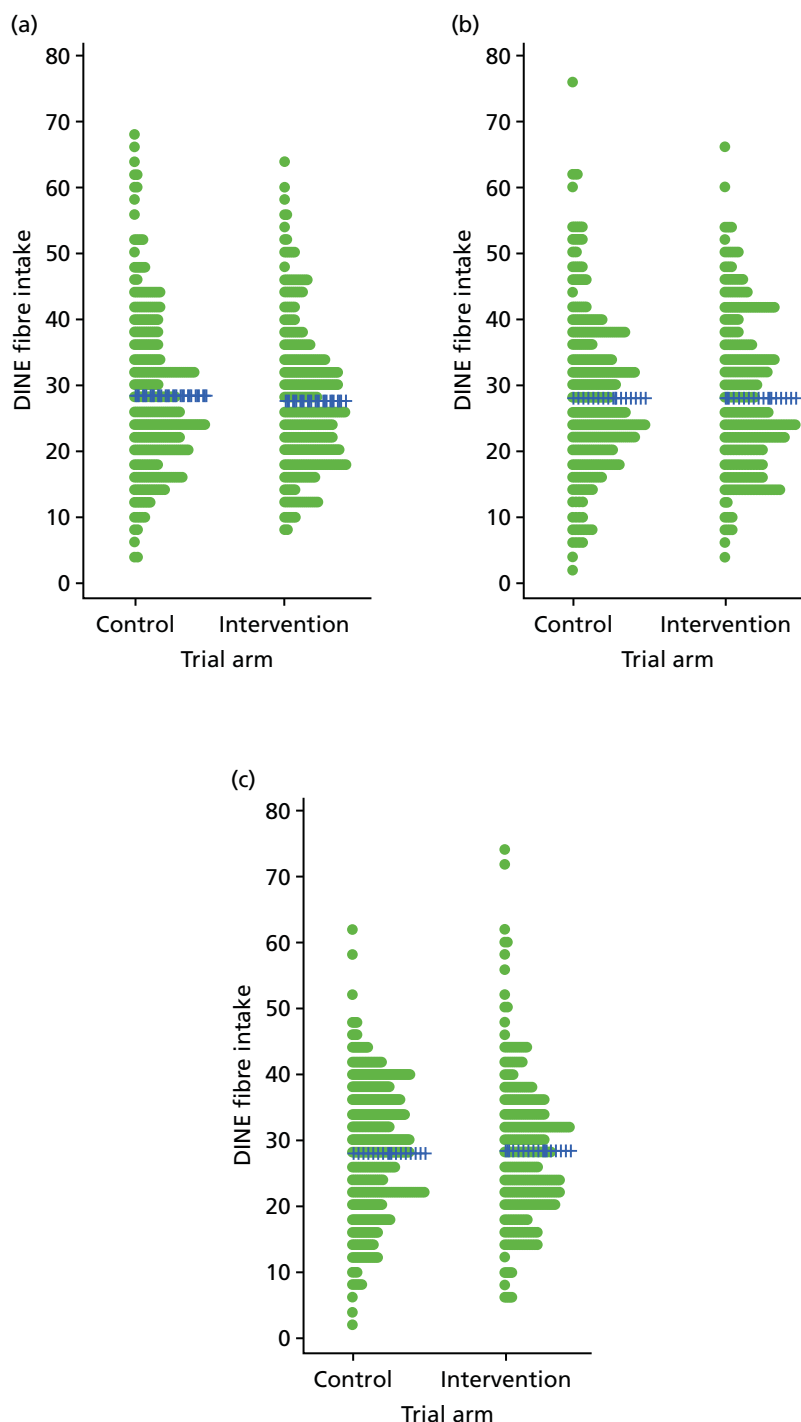 (a)
80
70
60
50
40
30
20
10
0
DINE fibre intake
Control Intervention
Trial arm
(b)
80
70
60
50
40
30
20
10
0
DINE fibre intake
Control Intervention
Trial arm
(c)
80
70
60
50
40
30
20
10
0
DINE fibre intake
Control Intervention
Trial arm